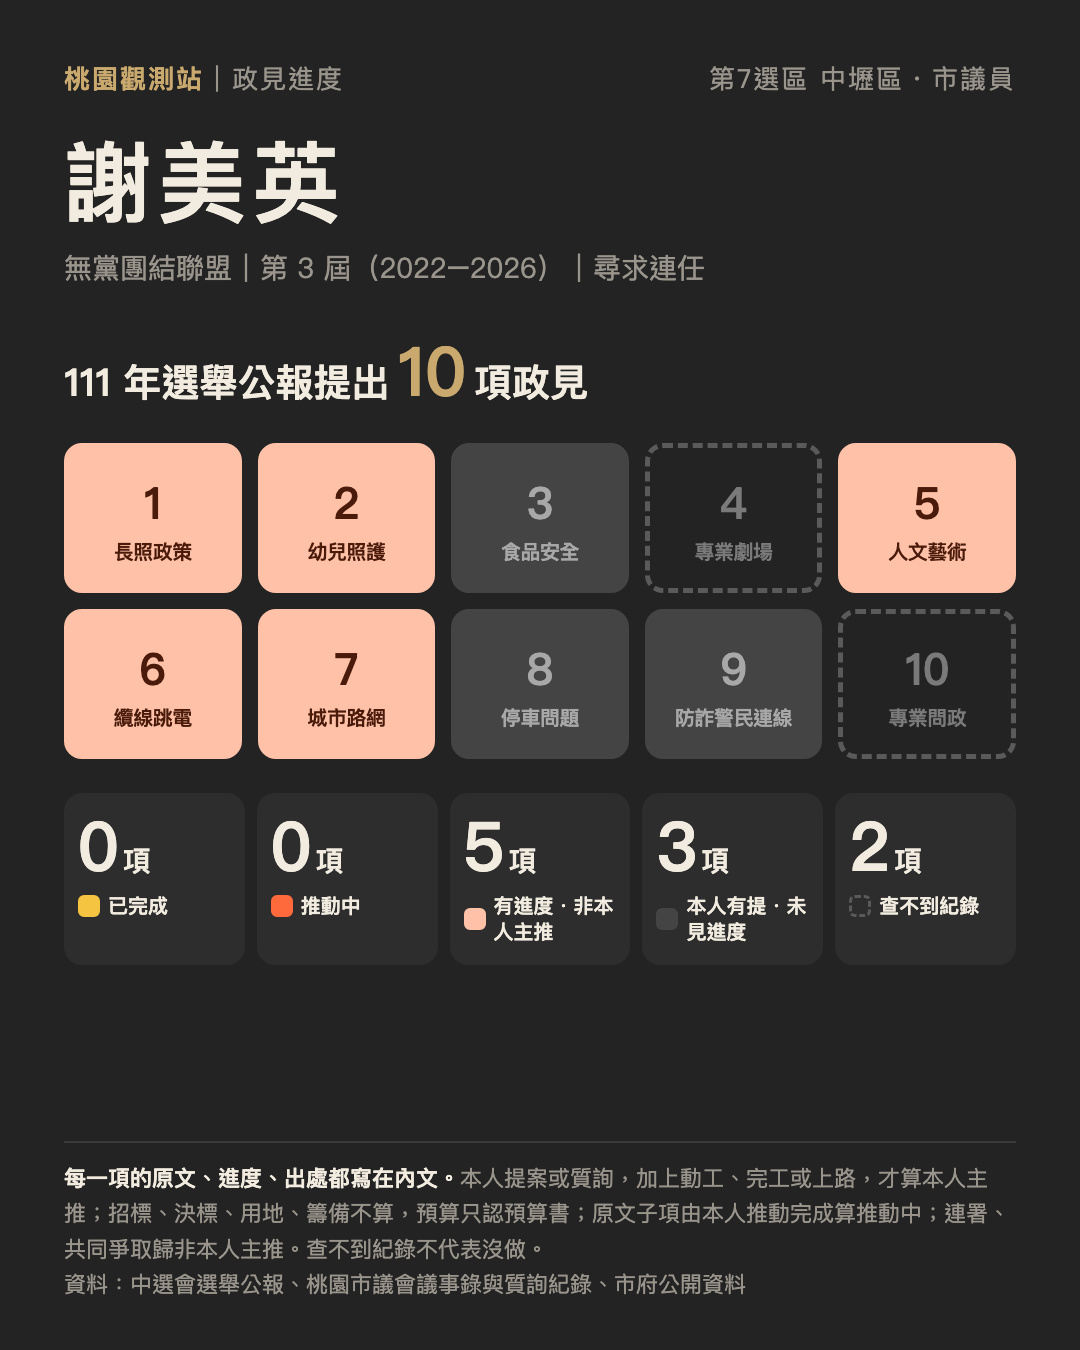 桃園觀測站｜政見進度
第7選區 中壢區・市議員
謝美英
無黨團結聯盟｜第 3 屆（2022–2026）｜尋求連任
111 年選舉公報提出 10 項政見
1
長照政策
2
幼兒照護
3
食品安全
4
專業劇場
5
人文藝術
6
纜線跳電
7
城市路網
8
停車問題
9
防詐警民連線
10
專業問政
0項
已完成
0項
推動中
5項
有進度・非本
人主推
3項
本人有提・未
見進度
2項
查不到紀錄
每一項的原文、進度、出處都寫在內文。本人提案或質詢，加上動工、完工或上路，才算本人主
推；招標、決標、用地、籌備不算，預算只認預算書；原文子項由本人推動完成算推動中；連署、
共同爭取歸非本人主推。查不到紀錄不代表沒做。
資料：中選會選舉公報、桃園市議會議事錄與質詢紀錄、市府公開資料